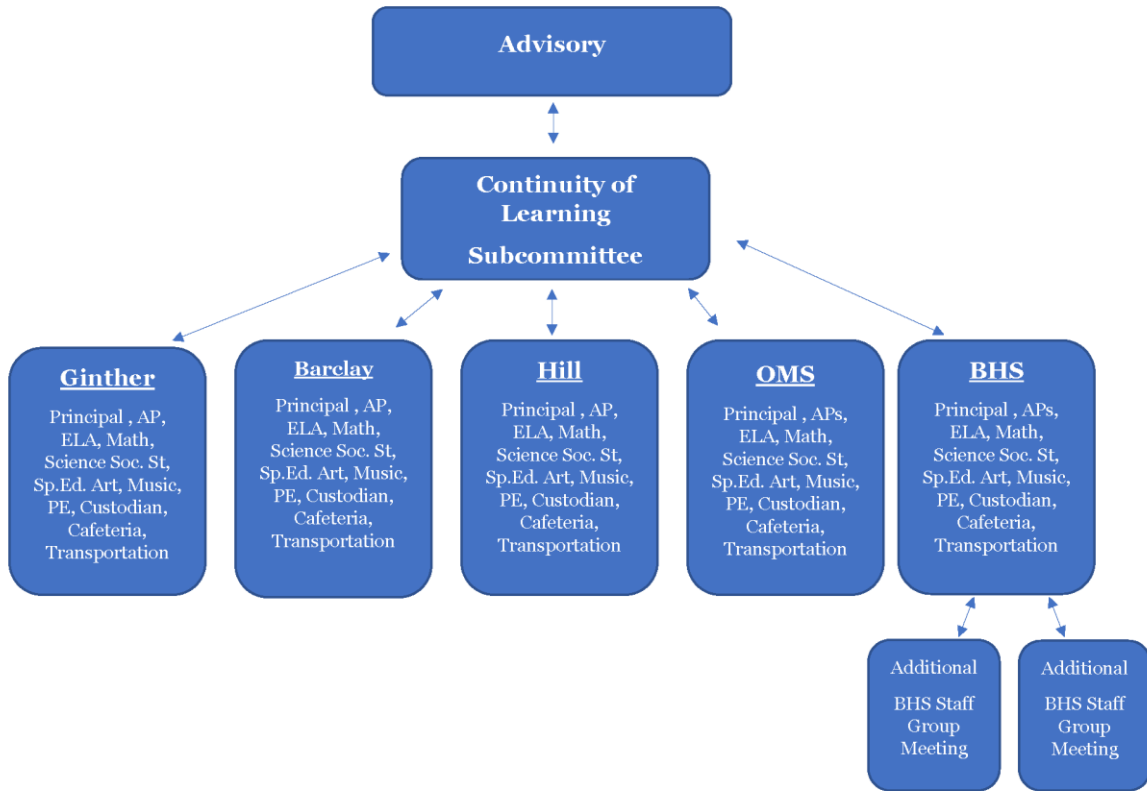 Advisory
Continuity of
Learning
Subcommittee
Ginther
Principal , AP,
ELA, Math,
Science Soc. St,
Sp.Ed. Art, Music,
PE, Custodian,
Cafeteria,
Transportation
Barclay
Principal , AP,
ELA, Math,
Science Soc. St,
Sp.Ed. Art, Music,
PE, Custodian,
Cafeteria,
Transportation
Hill
Principal , AP,
ELA, Math,
Science Soc. St,
Sp.Ed. Art, Music,
PE, Custodian,
Cafeteria,
Transportation
OMS
Principal , APs,
ELA, Math,
Science Soc. St,
Sp.Ed. Art, Music,
PE, Custodian,
Cafeteria,
Transportation
BHS
Principal , APs,
ELA, Math,
Science Soc. St,
Sp.Ed. Art, Music,
PE, Custodian,
Cafeteria,
Transportation
Additional
BHS Staff
Group
Meeting
Additional
BHS Staff
Group
Meeting